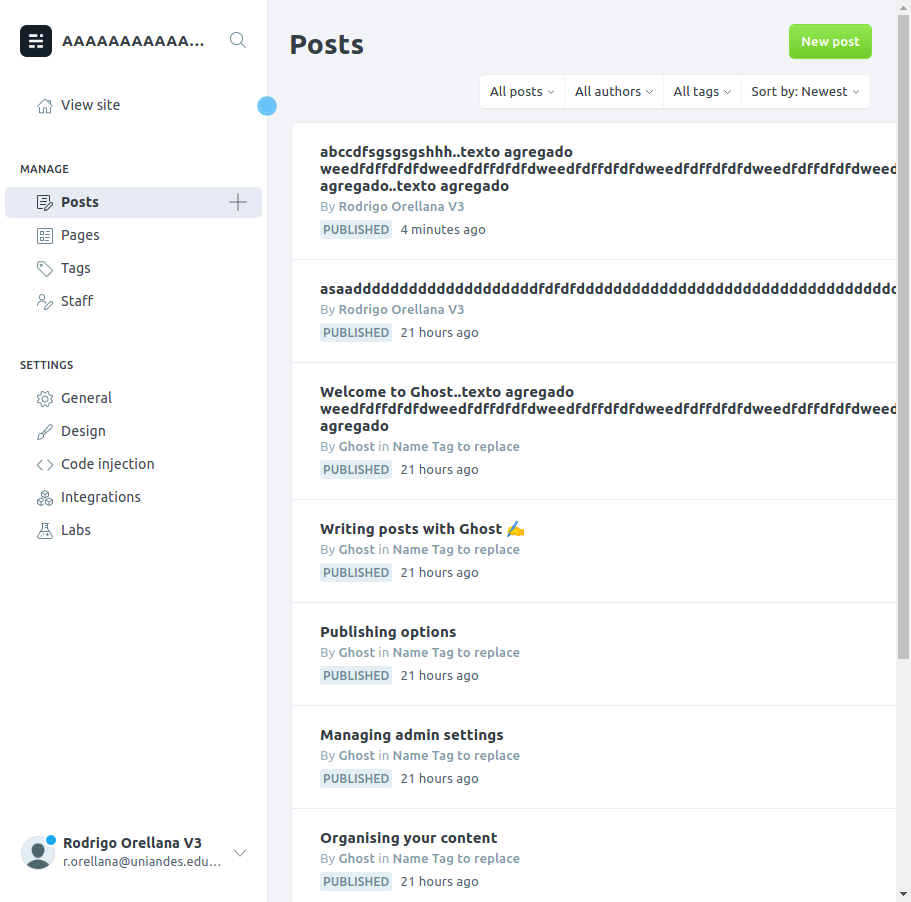 AAAAAAAAAAA...
View site
MANAGE
Posts
Pages
Tags
Staff
SETTINGS
General
Design
Code injection
Integrations
Labs
Rodrigo Orellana V3
r.orellana@uniandes.edu...
Posts
New post
All posts
All authors
All tags
Sort by: Newest
abccdfsgsgsgshhh..texto agregado
weedfdffdfdfdweedfdffdfdfdweedfdffdfdfdweedfdffdfdfdweedfdffdfdfdweed
agregado..texto agregado
By Rodrigo Orellana V3
PUBLISHED 4 minutes ago
By Rodrigo Orellana V3
PUBLISHED 21 hours ago
Welcome to Ghost..texto agregado
weedfdffdfdfdweedfdffdfdfdweedfdffdfdfdweedfdffdfdfdweedfdffdfdfdweed
agregado
By Ghost in Name Tag to replace
PUBLISHED 21 hours ago
Writing posts with Ghost ✍️
By Ghost in Name Tag to replace
PUBLISHED 21 hours ago
Publishing options
By Ghost in Name Tag to replace
PUBLISHED 21 hours ago
Managing admin settings
By Ghost in Name Tag to replace
PUBLISHED 21 hours ago
Organising your content
By Ghost in Name Tag to replace
PUBLISHED 21 hours ago